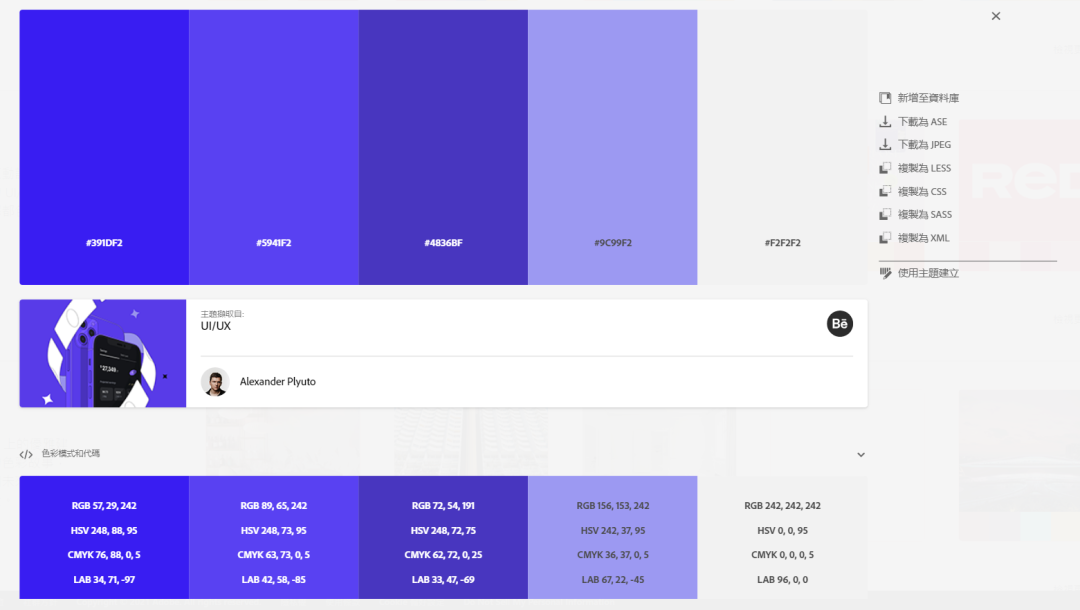 #391DF2
#5941F2
#4836BF
#9C99F2
#F2F2F2
新增至資料庫
下載為 ASE
下載為 JPEG
複製為 LESS
複製為 CSS
複製為 SASS
複製為 XML
使用主題建立
主題擷取自:
UI/UX
Bē
Alexander Plyuto
</> 色彩模式和代碼
RGB 57, 29, 242
HSV 248, 88, 95
CMYK 76, 88, 0, 5
LAB 34, 71, -97
RGB 89, 65, 242
HSV 248, 73, 95
CMYK 63, 73, 0, 5
LAB 42, 58, -85
RGB 72, 54, 191
HSV 248, 72, 75
CMYK 62, 72, 0, 25
LAB 33, 47, -69
RGB 156, 153, 242
HSV 242, 37, 95
CMYK 36, 37, 0, 5
LAB 67, 22, -45
RGB 242, 242, 242
HSV 0, 0, 95
CMYK 0, 0, 0, 5
LAB 96, 0, 0